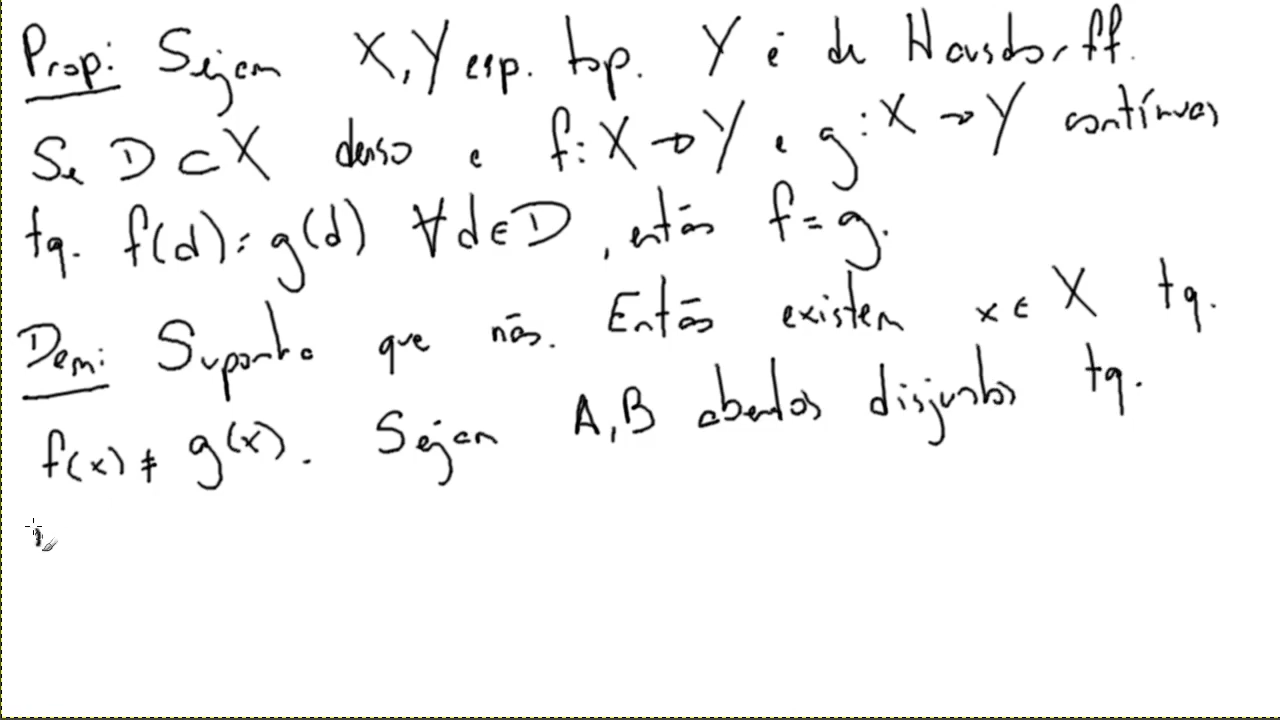 Prop: Sejam X, Y esp. top. Y é de Hausdorff.
Se D ⊂ X denso e f: X → Y e g: X → Y contínuas
tq. f(d) = g(d) ∀d∈D, então f = g.
Dem: Suponha que não. Então existem x ∈ X tq.
f(x) ≠ g(x). Sejam A, B abertos disjuntos tq.